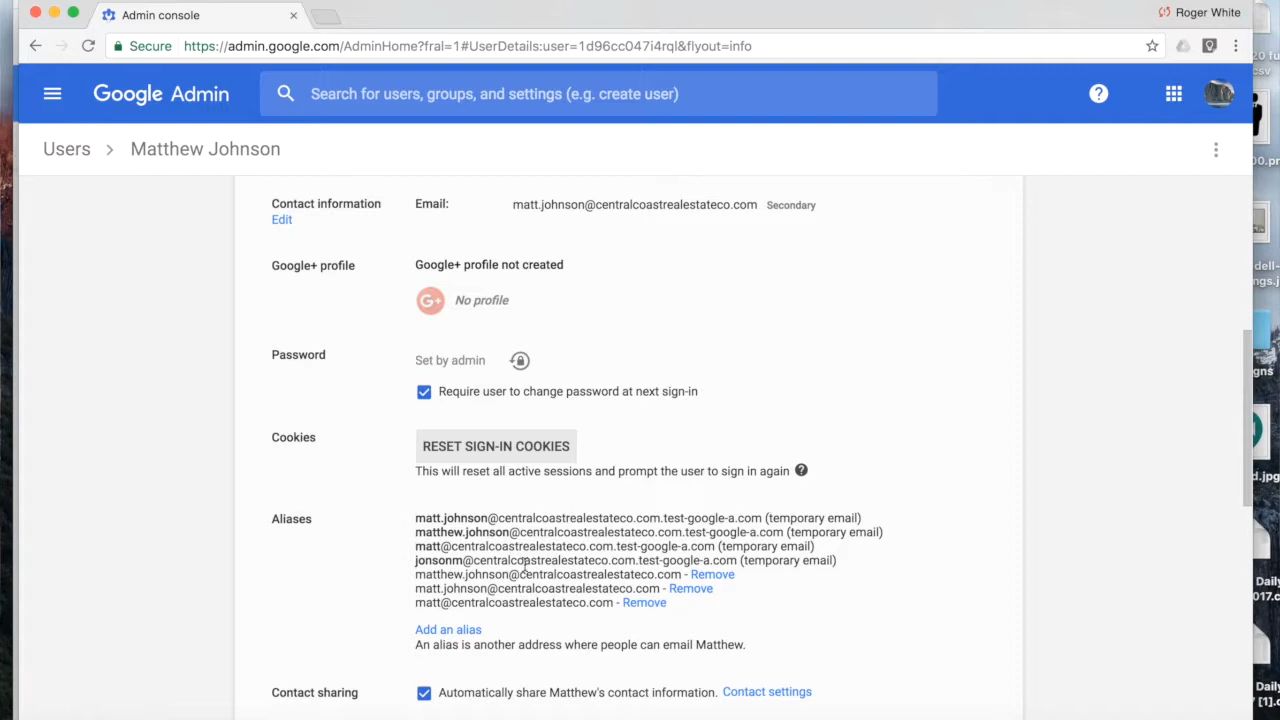 Admin console
Roger White
Secure https://admin.google.com/AdminHome?fral=1#UserDetails:user=1d96cc047i4rql&flyout=info
Google Admin
Search for users, groups, and settings (e.g. create user)
Users > Matthew Johnson
Contact information
Edit
Email: matt.johnson@centralcoastrealestateco.com Secondary
Google+ profile
Google+ profile not created
G+ No profile
Password
Set by admin
Require user to change password at next sign-in
Cookies
RESET SIGN-IN COOKIES
This will reset all active sessions and prompt the user to sign in again
Aliases
matt.johnson@centralcoastrealestateco.com.test-google-a.com (temporary email)
matthew.johnson@centralcoastrealestateco.com.test-google-a.com (temporary email)
matt@centralcoastrealestateco.com.test-google-a.com (temporary email)
jonsonm@centralcoastrealestateco.com.test-google-a.com (temporary email)
matthew.johnson@centralcoastrealestateco.com - Remove
matt.johnson@centralcoastrealestateco.com - Remove
matt@centralcoastrealestateco.com - Remove
Add an alias
An alias is another address where people can email Matthew.
Contact sharing
Automatically share Matthew's contact information. Contact settings